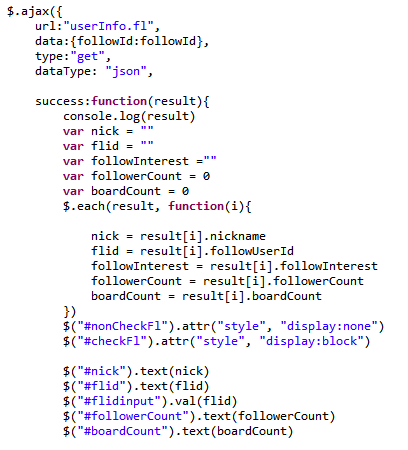 $.ajax({
    url:"userInfo.fl",
    data:{followId:followId},
    type:"get",
    dataType: "json",

    success:function(result){
        console.log(result)
        var nick = ""
        var flid = ""
        var followInterest =""
        var followerCount = 0
        var boardCount = 0
        $.each(result, function(i){

            nick = result[i].nickname
            flid = result[i].followUserId
            followInterest = result[i].followInterest
            followerCount = result[i].followerCount
            boardCount = result[i].boardCount
        })
        $("#nonCheckFl").attr("style", "display:none")
        $("#checkFl").attr("style", "display:block")

        $("#nick").text(nick)
        $("#flid").text(flid)
        $("#flidinput").val(flid)
        $("#followerCount").text(followerCount)
        $("#boardCount").text(boardCount)